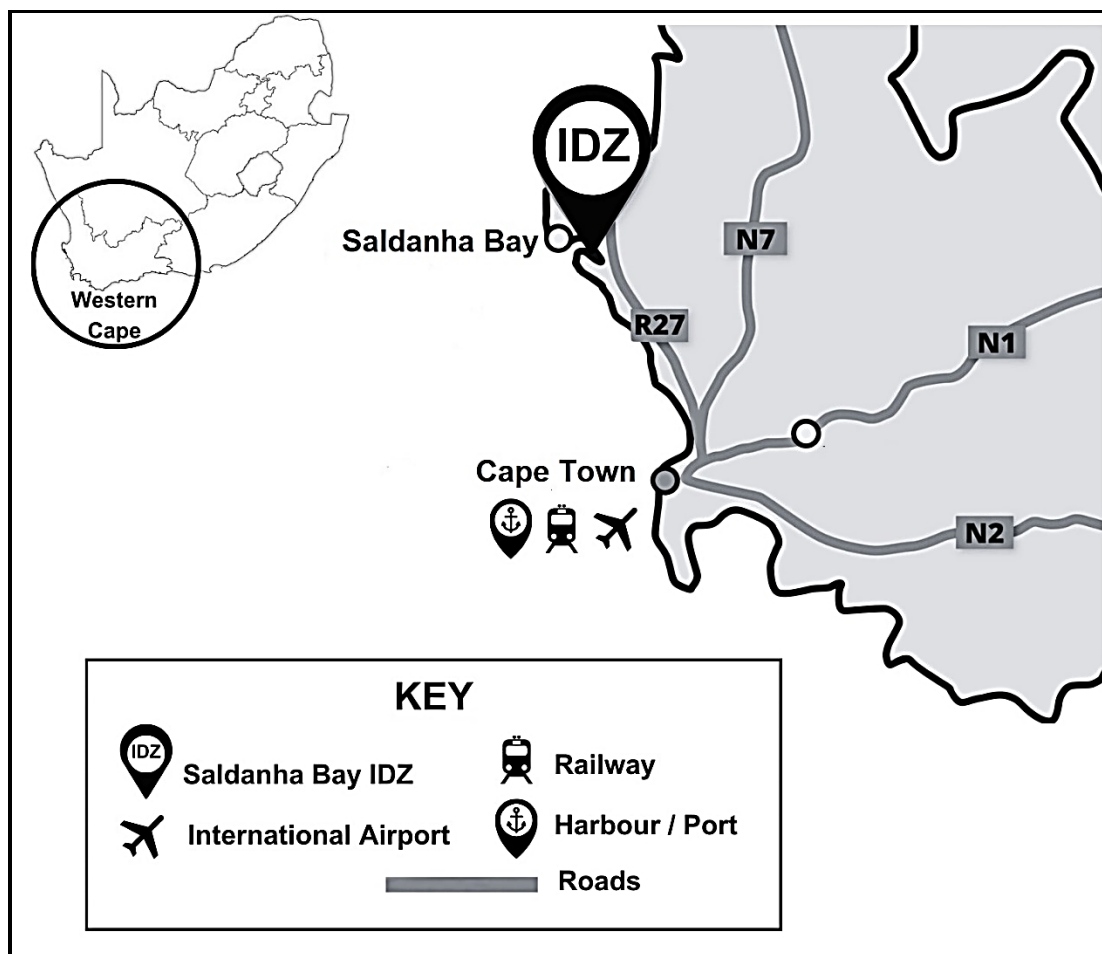 Western
Cape
IDZ
Saldanha Bay
N7
R27
N1
Cape Town
N2
KEY
IDZ
Saldanha Bay IDZ
Railway
International Airport
Harbour / Port
Roads